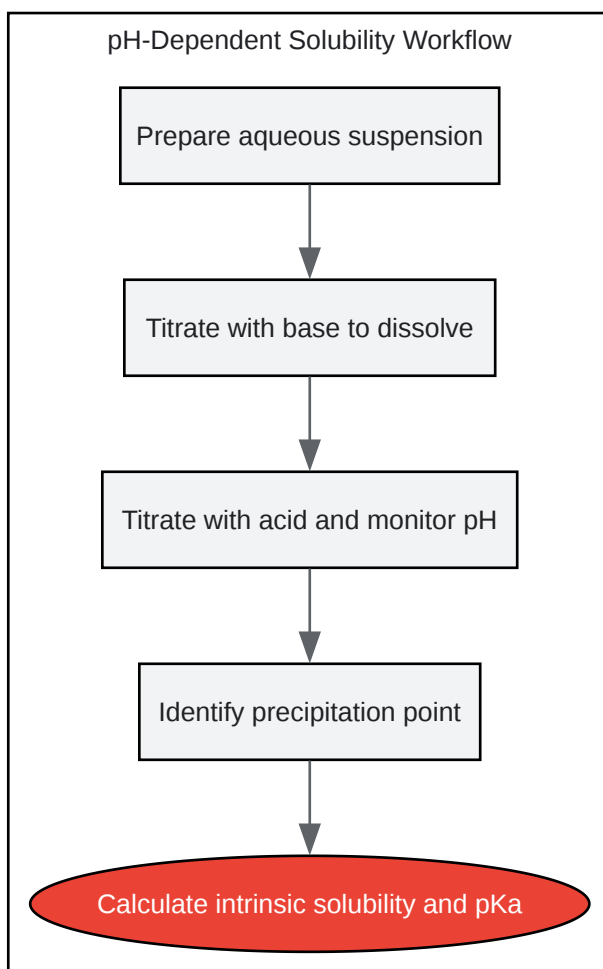 pH-Dependent Solubility Workflow
Prepare aqueous suspension
Titrate with base to dissolve
Titrate with acid and monitor pH
Identify precipitation point
Calculate intrinsic solubility and pKa